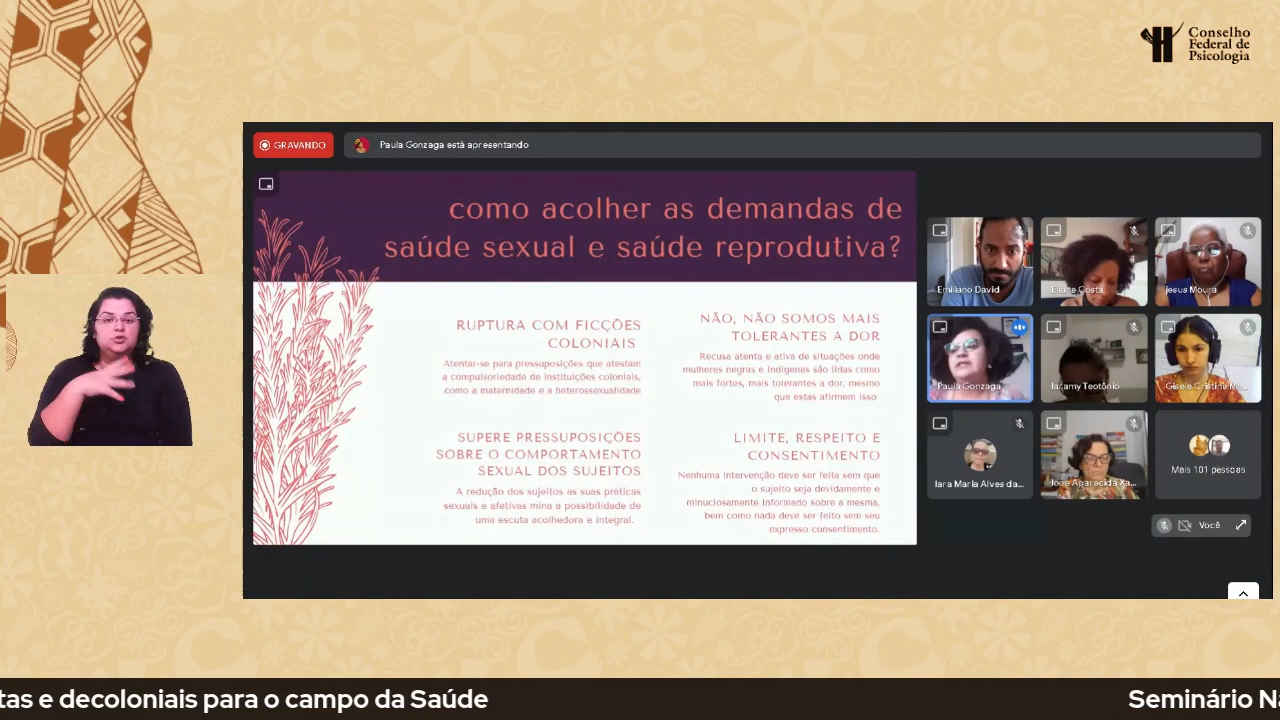 Conselho
Federal de
Psicologia
GRAVANDO
Paula Gonzaga está apresentando
como acolher as demandas de
saúde sexual e saúde reprodutiva?
RUPTURA COM FICÇÕES
COLONIAIS
Atentar-se para pressuposições que atestam
a compulsoriedade de instituições coloniais,
como a maternidade e a heterossexualidade
NÃO, NÃO SOMOS MAIS
TOLERANTES A DOR
Recusa atenta e ativa de situações onde
mulheres negras e indígenas são lidas como
mais fortes, mais tolerantes a dor, mesmo
que estas afirmem isso
SUPERE PRESSUPOSIÇÕES
SOBRE O COMPORTAMENTO
SEXUAL DOS SUJEITOS
A redução dos sujeitos as suas práticas
sexuais e afetivas mina a possibilidade de
uma escuta acolhedora e integral.
LIMITE, RESPEITO E
CONSENTIMENTO
Nenhuma intervenção deve ser feita sem que
o sujeito seja devidamente e
minuciosamente informado sobre a mesma,
bem como nada deve ser feito sem seu
expresso consentimento.
Emiliano David
Eliane Costa
jesus Moura
Paula Gonzaga
Iaramy Teotônio
Gisele Cristine M...
Iara Maria Alves da...
Ione Aparecida Xa...
Mais 101 pessoas
Você
tas e decoloniais para o campo da Saúde
Seminário Na